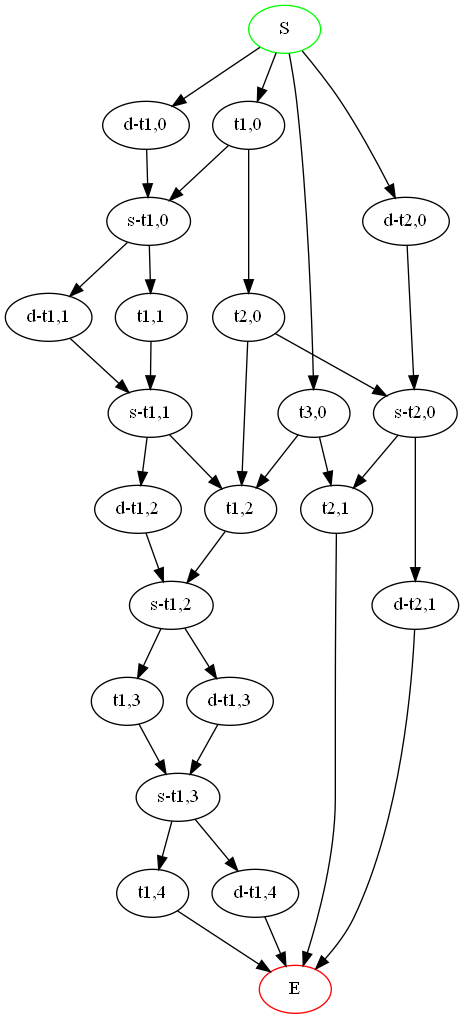 S
d-t1,0
t1,0
s-t1,0
d-t2,0
d-t1,1
t1,1
t2,0
s-t1,1
t3,0
s-t2,0
d-t1,2
t1,2
t2,1
s-t1,2
d-t2,1
t1,3
d-t1,3
s-t1,3
t1,4
d-t1,4
E